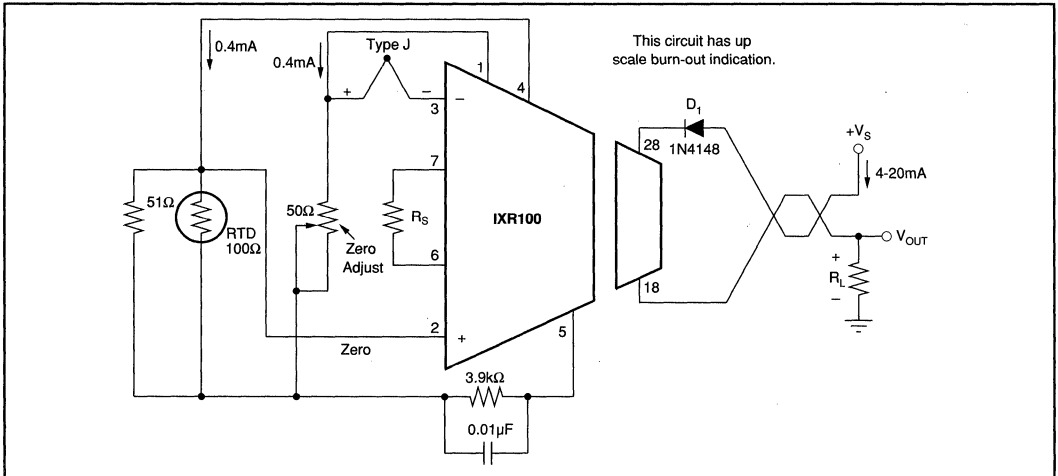 0.4mA
0.4mA
Type J
This circuit has up
scale burn-out indication.
1
4
+
−
3
−
D1
1N4148
28
+VS
4-20mA
7
51Ω
RTD
100Ω
50Ω
Zero
Adjust
RS
IXR100
6
VOUT
+
RL
−
18
2
+
Zero
5
3.9kΩ
0.01µF